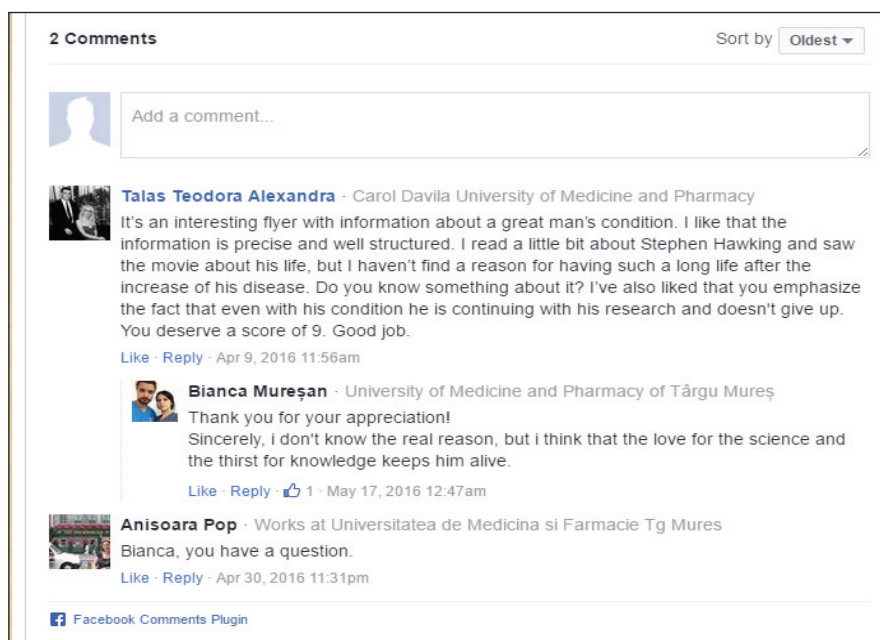 2 Comments
Sort by Oldest
Add a comment...
Talas Teodora Alexandra · Carol Davila University of Medicine and Pharmacy
It's an interesting flyer with information about a great man's condition. I like that the
information is precise and well structured. I read a little bit about Stephen Hawking and saw
the movie about his life, but I haven't find a reason for having such a long life after the
increase of his disease. Do you know something about it? I've also liked that you emphasize
the fact that even with his condition he is continuing with his research and doesn't give up.
You deserve a score of 9. Good job.
Like · Reply · Apr 9, 2016 11:56am
Bianca Mureșan · University of Medicine and Pharmacy of Târgu Mureș
Thank you for your appreciation!
Sincerely, i don't know the real reason, but i think that the love for the science and
the thirst for knowledge keeps him alive.
Like · Reply · 1 · May 17, 2016 12:47am
Anisoara Pop · Works at Universitatea de Medicina si Farmacie Tg Mures
Bianca, you have a question.
Like · Reply · Apr 30, 2016 11:31pm
Facebook Comments Plugin